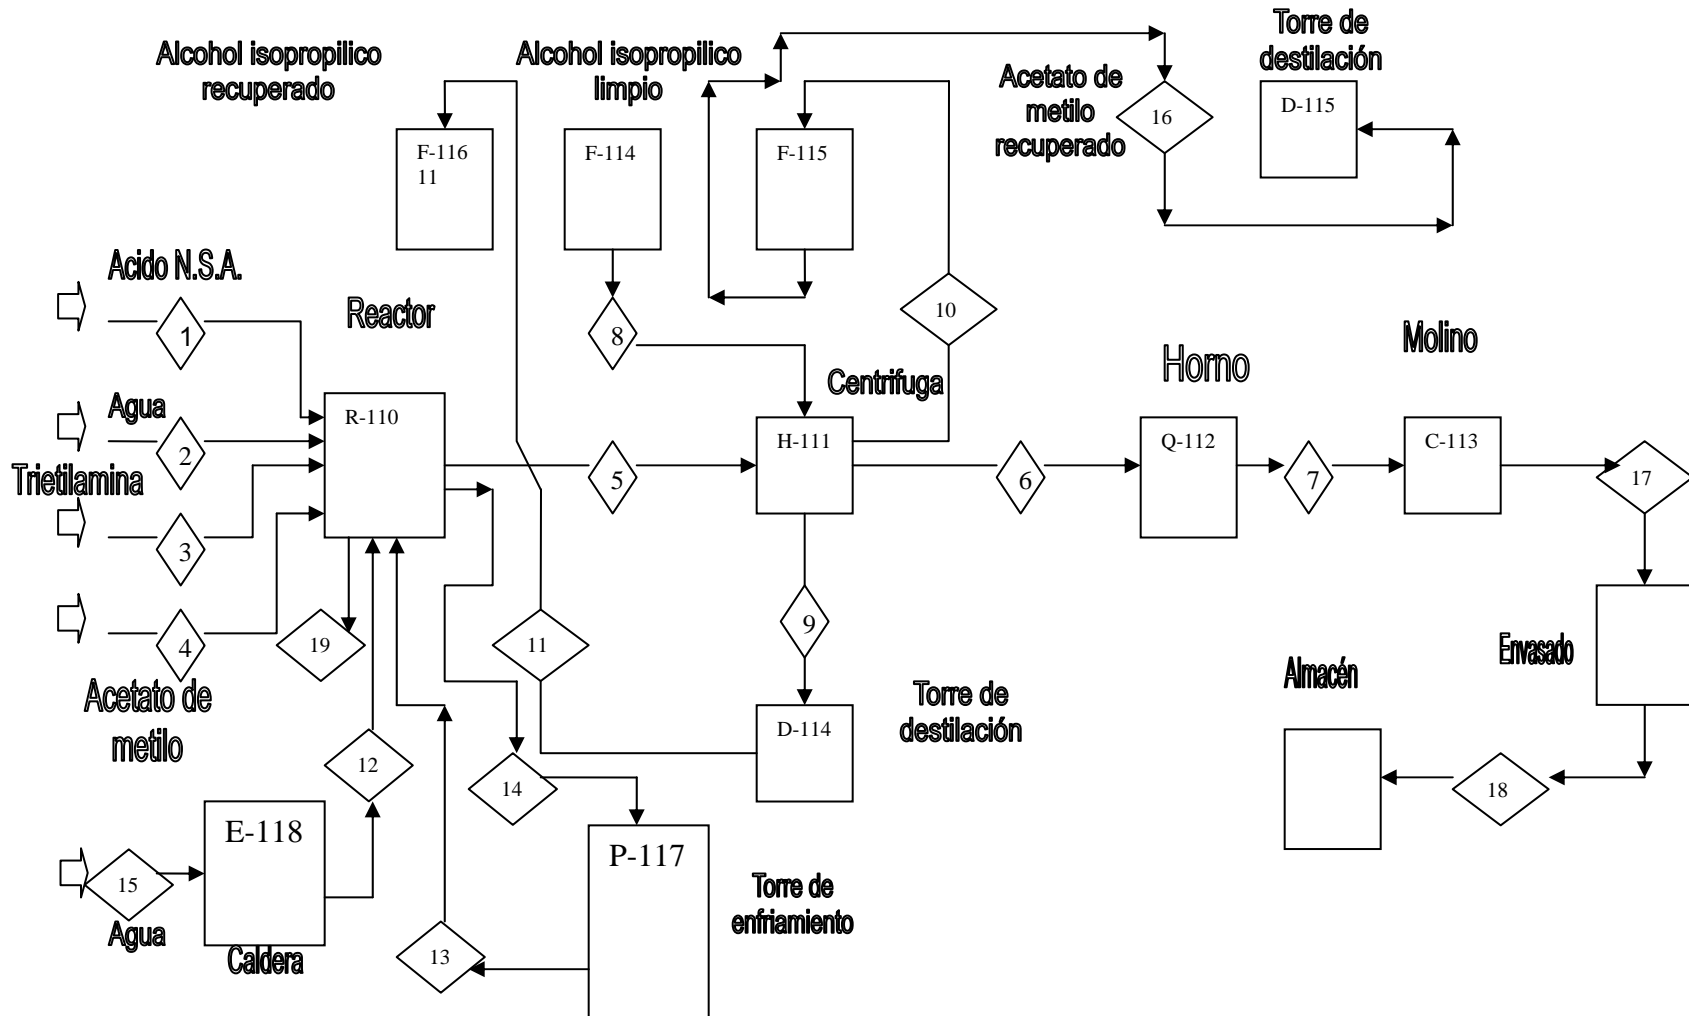 Alcohol isopropilico
recuperado
Alcohol isopropilico
limpio
Torre de
destilación
Acetato de
metilo
recuperado
16
D-115
F-116
11
F-114
F-115
Acido N.S.A.
1
Reactor
8
10
Molino
Horno
Centrifuga
Agua
2
R-110
H-111
Q-112
C-113
Trietilamina
5
6
7
17
3
4
19
11
9
Envasado
Almacén
Acetato de
metilo
12
14
D-114
Torre de
destilación
18
E-118
P-117
15
Agua
Caldera
13
Torre de
enfriamiento